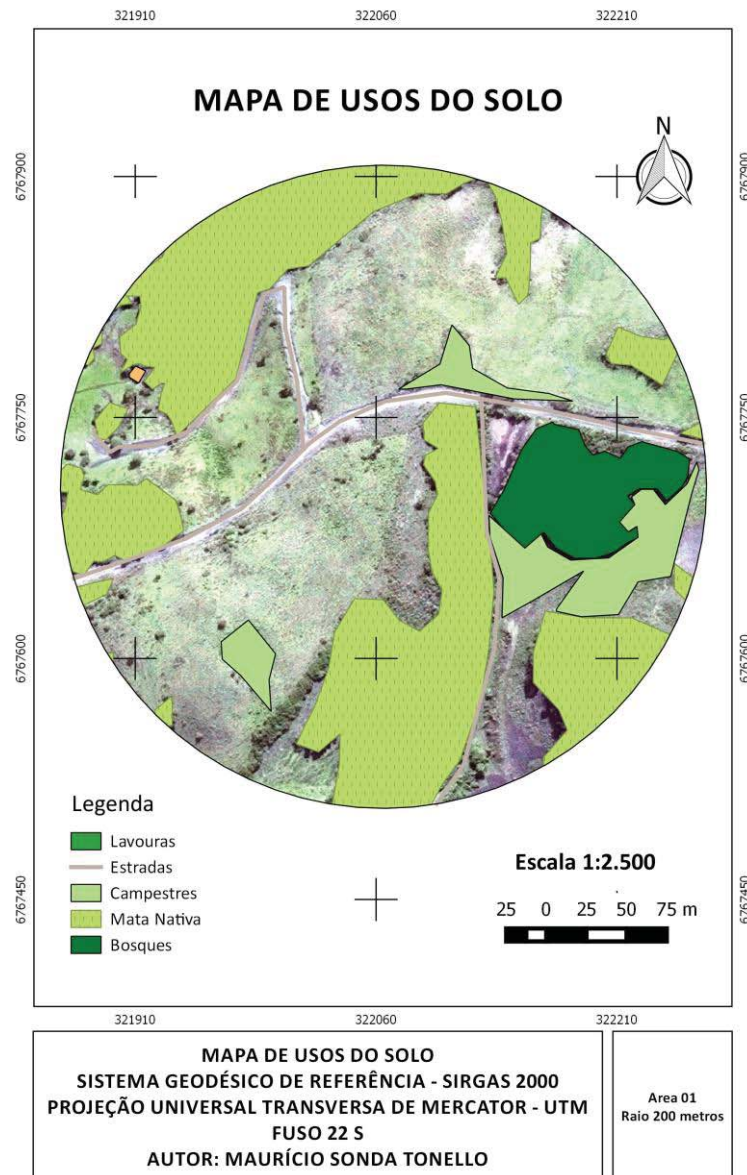 321910 322060 322210
MAPA DE USOS DO SOLO
N
6767900 6767900
6767750 6767750
6767600 6767600
Legenda
Lavouras
Estradas
Campestres
Mata Nativa
Bosques
Escala 1:2.500
25 0 25 50 75 m
6767450 6767450
321910 322060 322210
MAPA DE USOS DO SOLO
SISTEMA GEODÉSICO DE REFERÊNCIA - SIRGAS 2000
PROJEÇÃO UNIVERSAL TRANSVERSA DE MERCATOR - UTM
FUSO 22 S
AUTOR: MAURÍCIO SONDA TONELLO
Area 01
Raio 200 metros